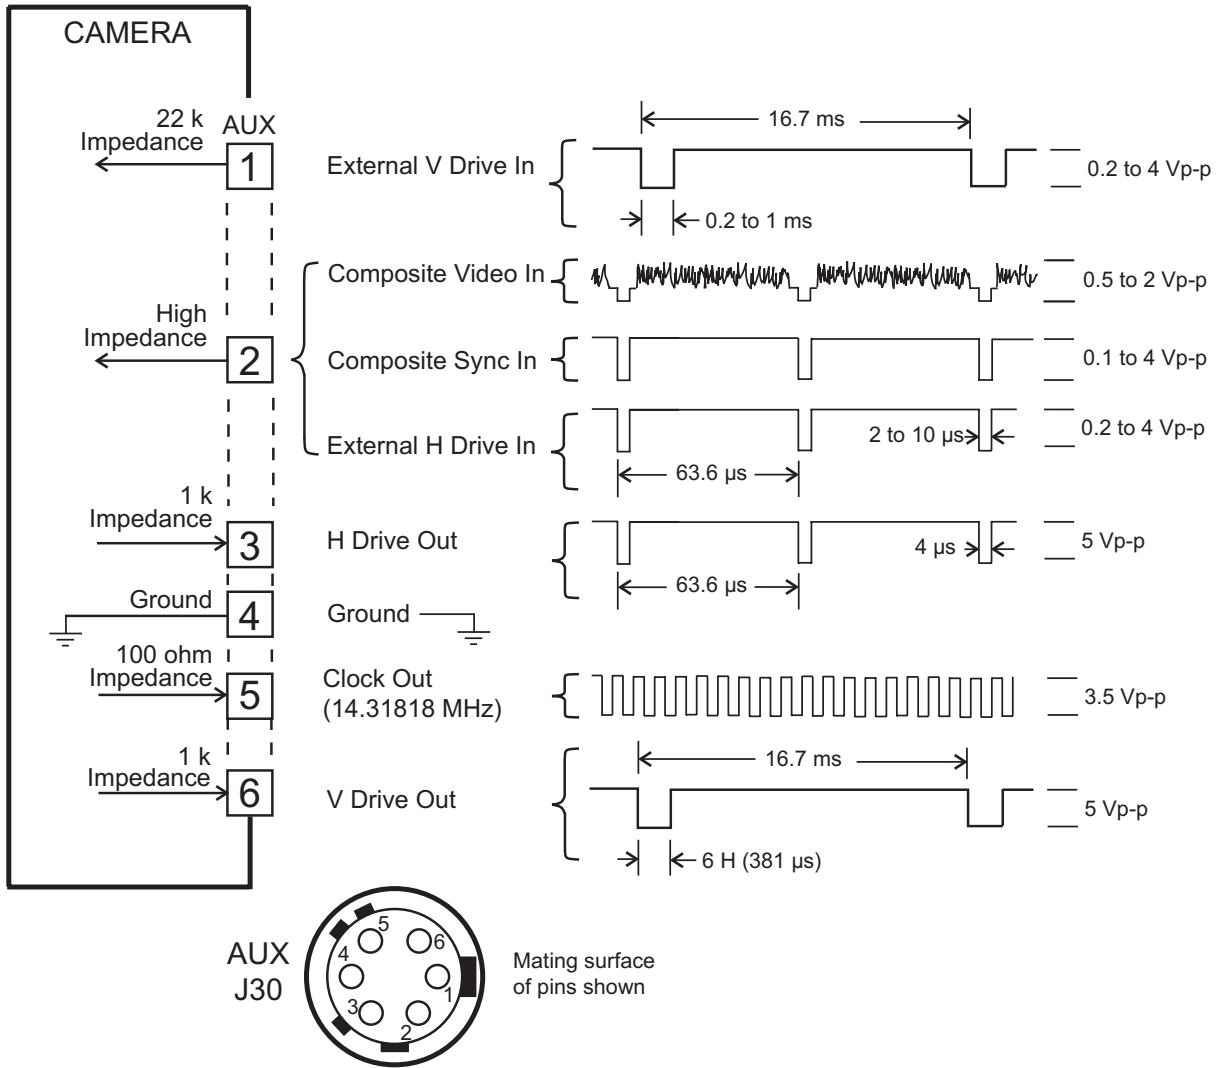 CAMERA
22 k
Impedance
AUX
1
External V Drive In
16.7 ms
0.2 to 4 Vp-p
0.2 to 1 ms
Composite Video In
0.5 to 2 Vp-p
High
Impedance
2
Composite Sync In
0.1 to 4 Vp-p
External H Drive In
2 to 10 µs
0.2 to 4 Vp-p
63.6 µs
1 k
Impedance
3
H Drive Out
4 µs
5 Vp-p
63.6 µs
Ground
4
Ground
100 ohm
Impedance
5
Clock Out
(14.31818 MHz)
3.5 Vp-p
1 k
Impedance
6
V Drive Out
16.7 ms
5 Vp-p
6 H (381 µs)
AUX
J30
5
6
4
1
3
2
Mating surface
of pins shown